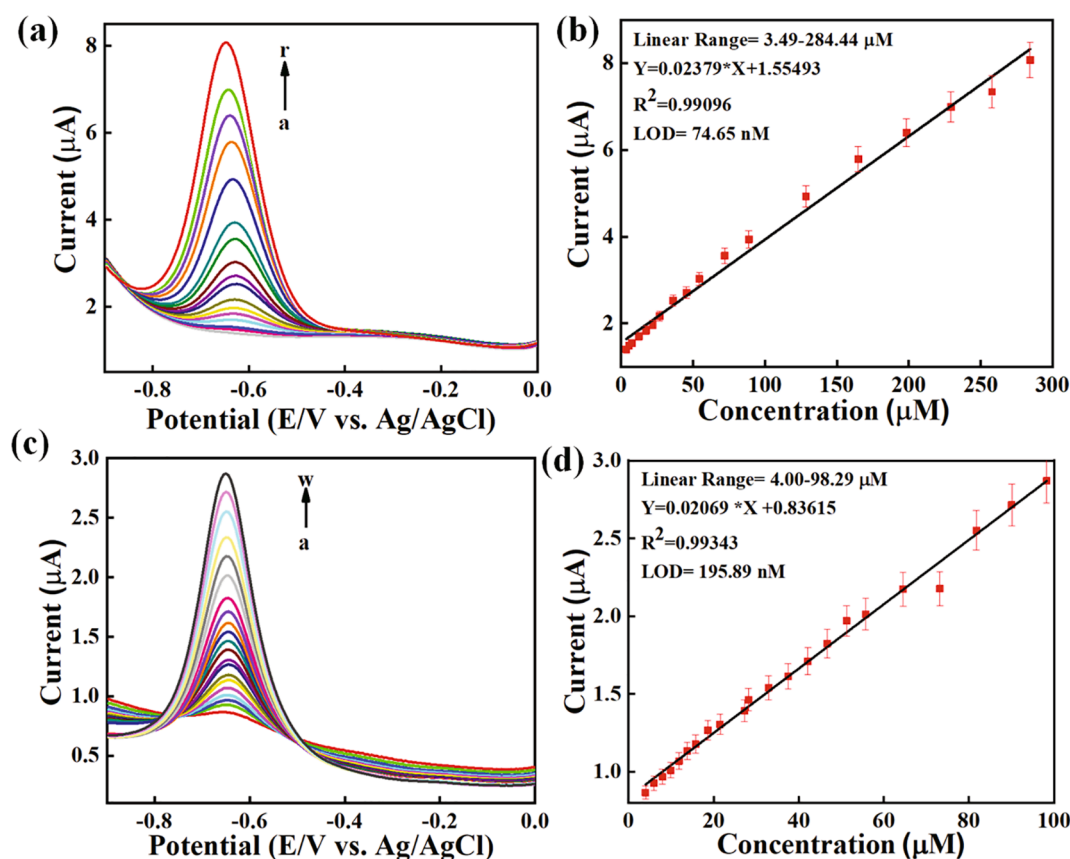 (a)
8
6
4
2
Current (μA)
r
a
-0.8
-0.6
-0.4
-0.2
0.0
Potential (E/V vs. Ag/AgCl)
(b)
Linear Range= 3.49-284.44 μM
Y=0.02379*X+1.55493
R²=0.99096
LOD= 74.65 nM
8
6
4
2
Current (μA)
0
50
100
150
200
250
300
Concentration (μM)
(c)
3.0
2.5
2.0
1.5
1.0
0.5
Current (μA)
w
a
-0.8
-0.6
-0.4
-0.2
0.0
Potential (E/V vs. Ag/AgCl)
(d)
Linear Range= 4.00-98.29 μM
Y=0.02069 *X +0.83615
R²=0.99343
LOD= 195.89 nM
3.0
2.5
2.0
1.5
1.0
Current (μA)
0
20
40
60
80
100
Concentration (μM)